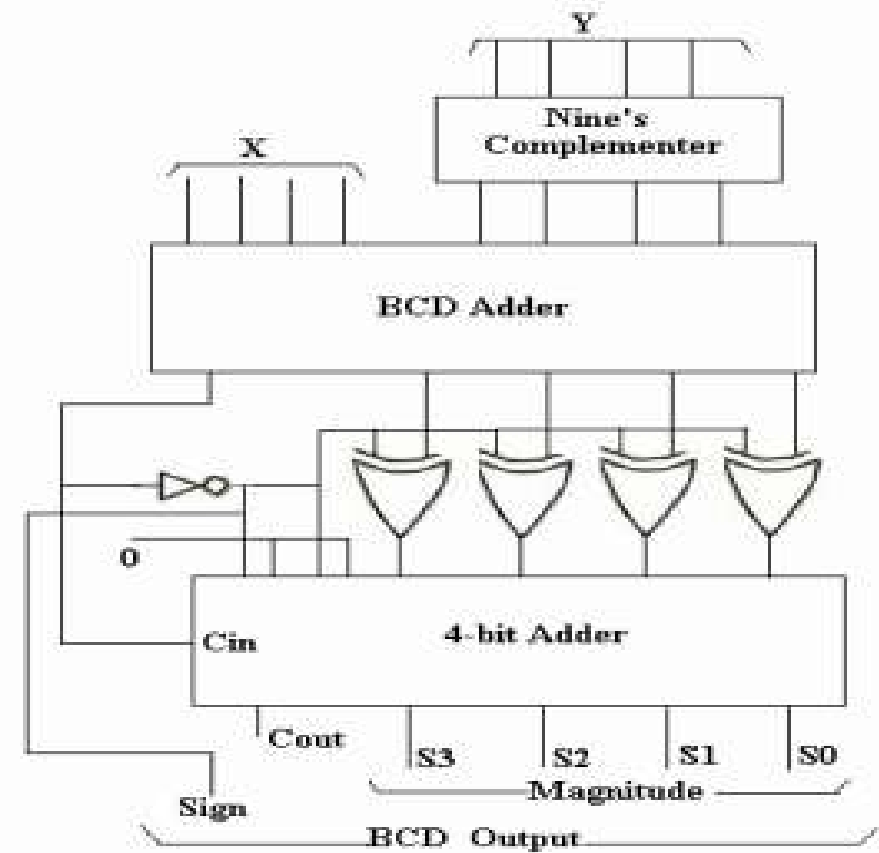 Y
Nine's
Complementer
X
BCD Adder
0
Cin
4-bit Adder
Cout
S3
S2
S1
S0
Magnitude
Sign
BCD Output